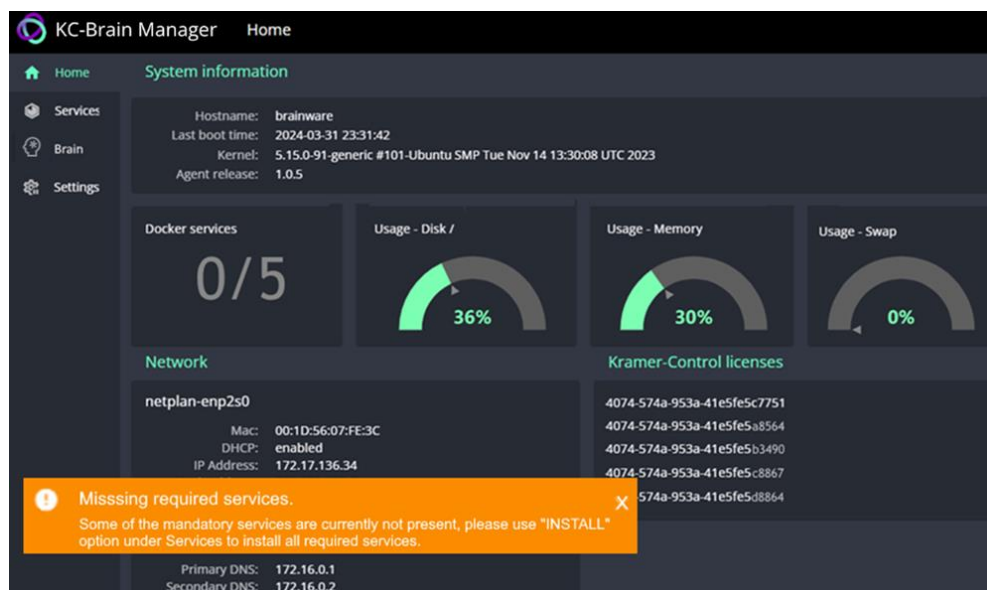 KC-Brain Manager Home
Home
Services
Brain
Settings
System information
Hostname: brainware
Last boot time: 2024-03-31 23:31:42
Kernel: 5.15.0-91-generic #101-Ubuntu SMP Tue Nov 14 13:30:08 UTC 2023
Agent release: 1.0.5
Docker services
0/5
Usage - Disk /
36%
Usage - Memory
30%
Usage - Swap
0%
Network
netplan-enp2s0
Mac: 00:1D:56:07:FE:3C
DHCP: enabled
IP Address: 172.17.136.34
Primary DNS: 172.16.0.1
Secondary DNS: 172.16.0.2
Kramer-Control licenses
4074-574a-953a-41e5fe5c7751
4074-574a-953a-41e5fe5a8564
4074-574a-953a-41e5fe5b3490
4074-574a-953a-41e5fe5c8867
574a-953a-41e5fe5d8864
Misssing required services.
X
Some of the mandatory services are currently not present, please use "INSTALL"
option under Services to install all required services.